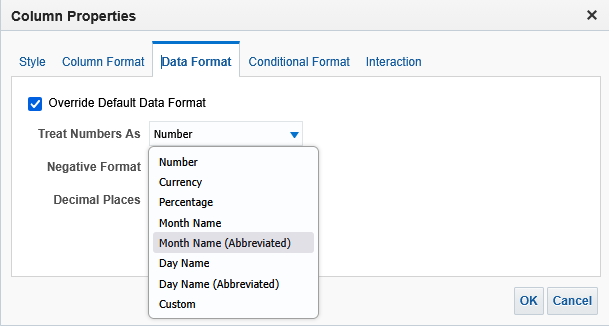 Column Properties
Style Column Format Data Format Conditional Format Interaction
Override Default Data Format
Treat Numbers As Number
Negative Format
Decimal Places
Number
Currency
Percentage
Month Name
Month Name (Abbreviated)
Day Name
Day Name (Abbreviated)
Custom
OK Cancel